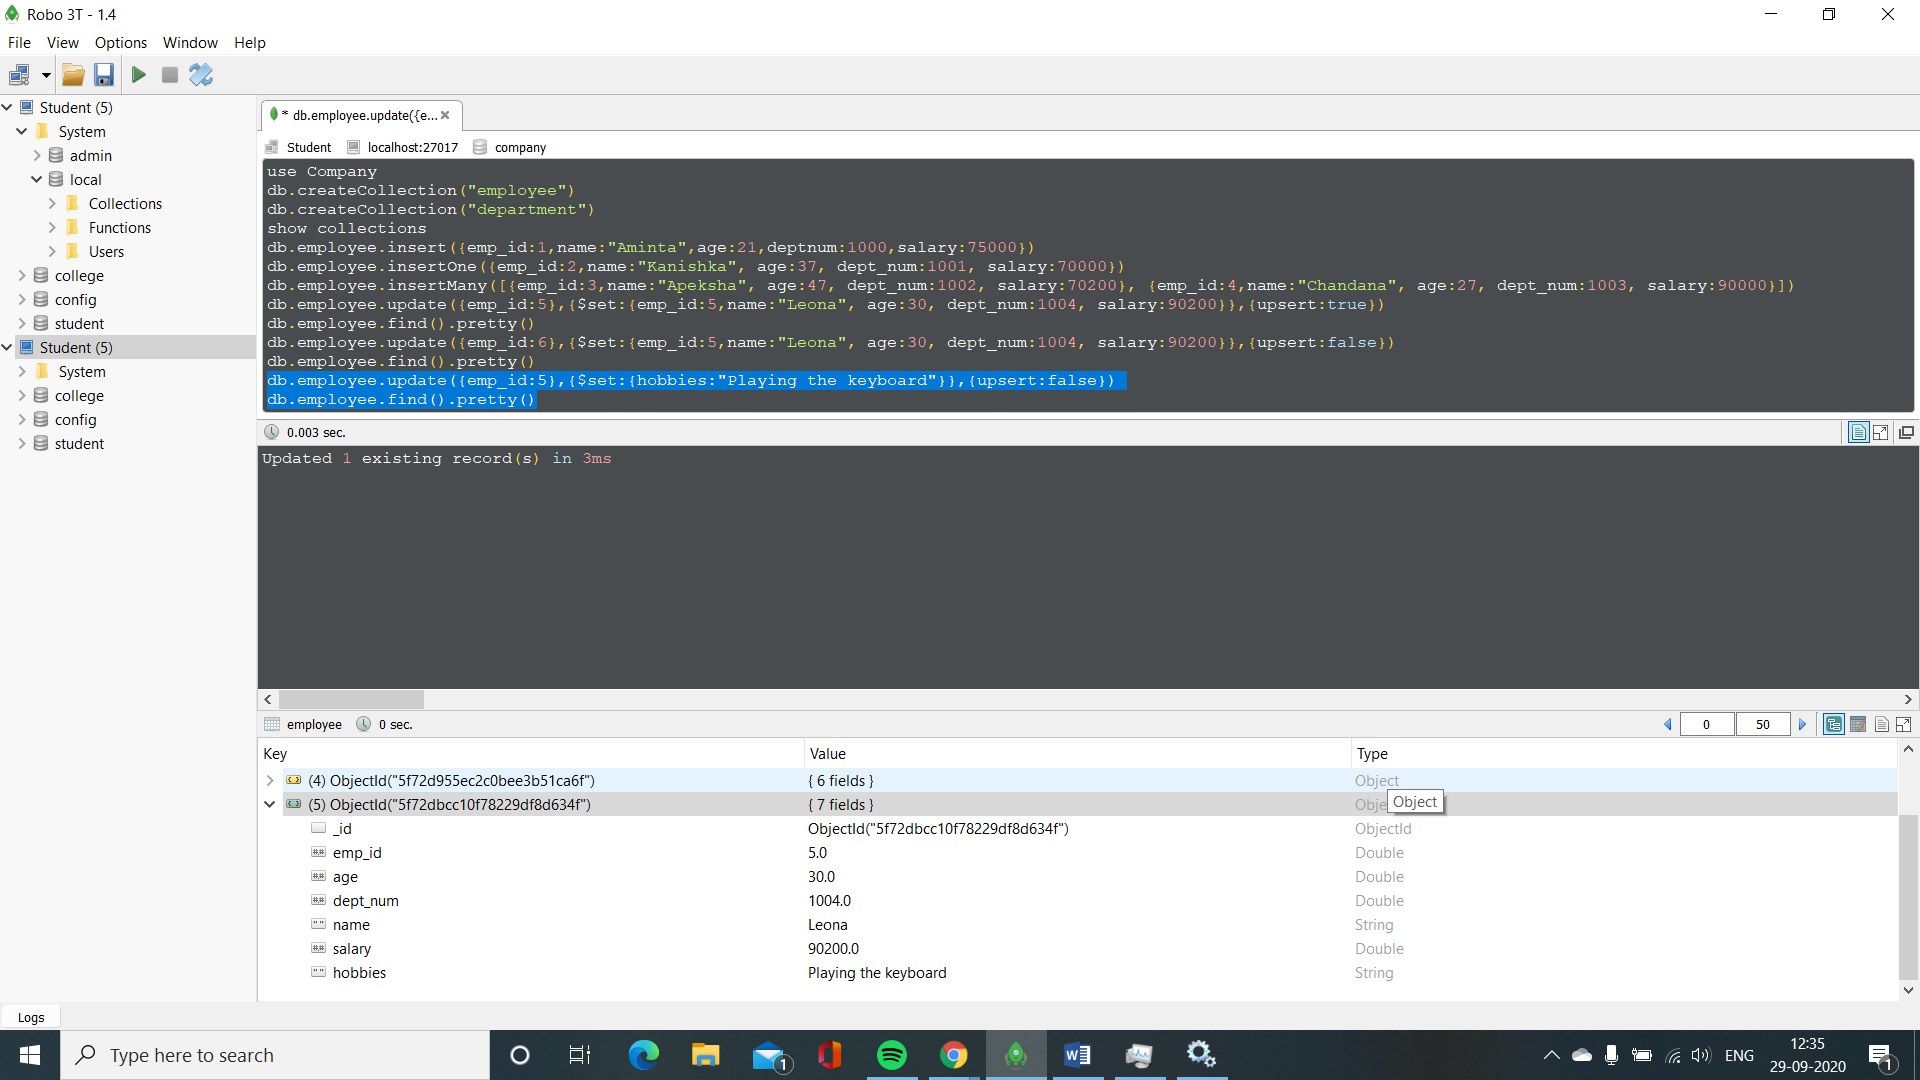 Robo 3T - 1.4
File View Options Window Help
Student (5)
System
admin
local
Collections
Functions
Users
college
config
student
Student (5)
System
college
config
student
* db.employee.update({e...
Student localhost:27017 company
use Company
db.createCollection("employee")
db.createCollection("department")
show collections
db.employee.insert({emp_id:1,name:"Aminta",age:21,deptnum:1000,salary:75000})
db.employee.insertOne({emp_id:2,name:"Kanishka", age:37, dept_num:1001, salary:70000})
db.employee.insertMany([{emp_id:3,name:"Apeksha", age:47, dept_num:1002, salary:70200}, {emp_id:4,name:"Chandana", age:27, dept_num:1003, salary:90000}])
db.employee.update({emp_id:5},{$set:{emp_id:5,name:"Leona", age:30, dept_num:1004, salary:90200}},{upsert:true})
db.employee.find().pretty()
db.employee.update({emp_id:6},{$set:{emp_id:5,name:"Leona", age:30, dept_num:1004, salary:90200}},{upsert:false})
db.employee.find().pretty()
db.employee.update({emp_id:5},{$set:{hobbies:"Playing the keyboard"}},{upsert:false})
db.employee.find().pretty()
0.003 sec.
Updated 1 existing record(s) in 3ms
employee 0 sec. 0 50
Key Value Type
(4) ObjectId("5f72d955ec2c0bee3b51ca6f") { 6 fields } Object
(5) ObjectId("5f72dbcc10f78229df8d634f") { 7 fields } Obje
Object
_id ObjectId("5f72dbcc10f78229df8d634f") ObjectId
emp_id 5.0 Double
age 30.0 Double
dept_num 1004.0 Double
name Leona String
salary 90200.0 Double
hobbies Playing the keyboard String
Logs
Type here to search
1
ENG
12:35
29-09-2020
1